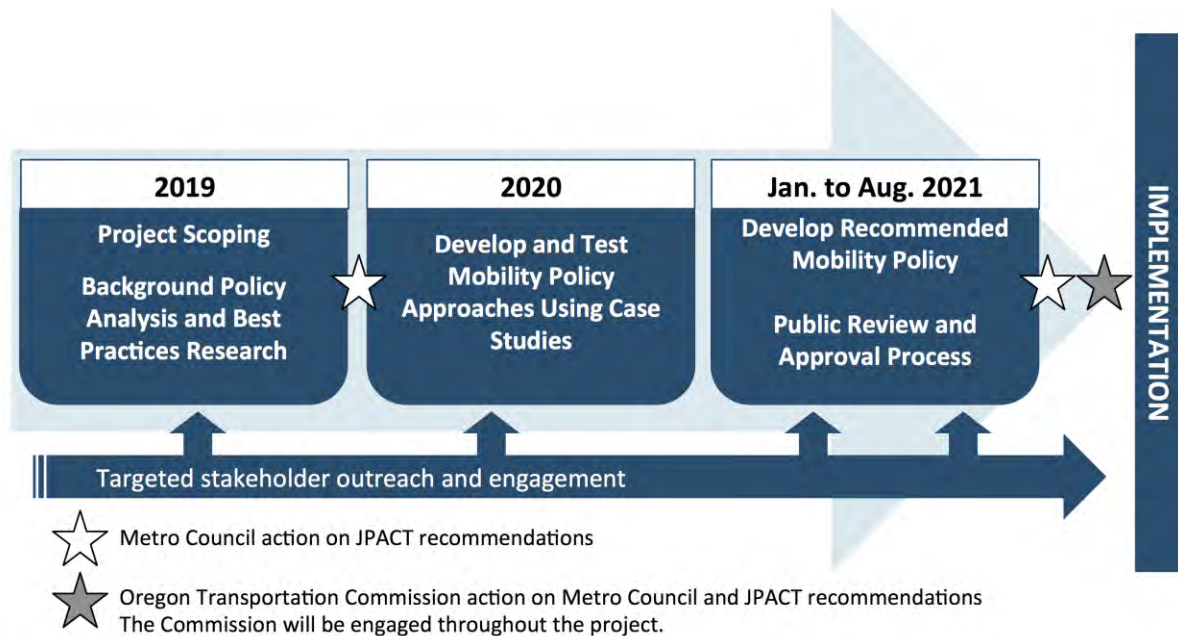 2019
Project Scoping
Background Policy
Analysis and Best
Practices Research
2020
Develop and Test
Mobility Policy
Approaches Using Case
Studies
Jan. to Aug. 2021
Develop Recommended
Mobility Policy
Public Review and
Approval Process
IMPLEMENTATION
Targeted stakeholder outreach and engagement
Metro Council action on JPACT recommendations
Oregon Transportation Commission action on Metro Council and JPACT recommendations
The Commission will be engaged throughout the project.